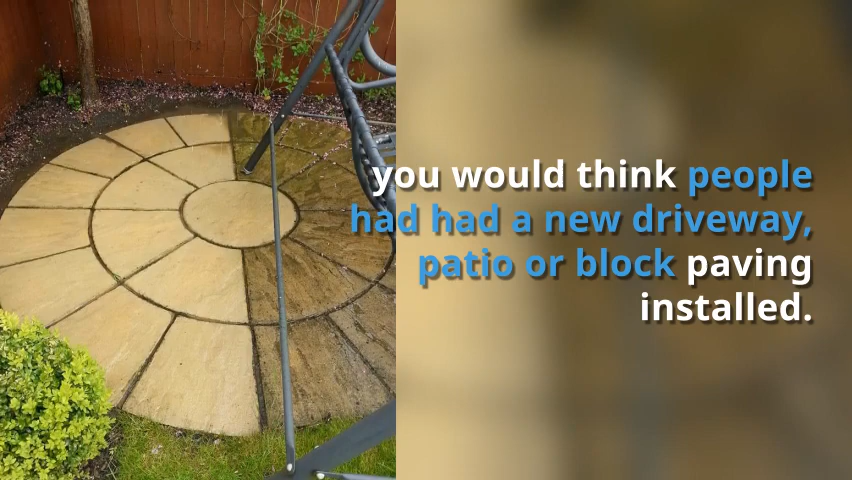 you would think people
had had a new driveway,
patio or block paving
installed.